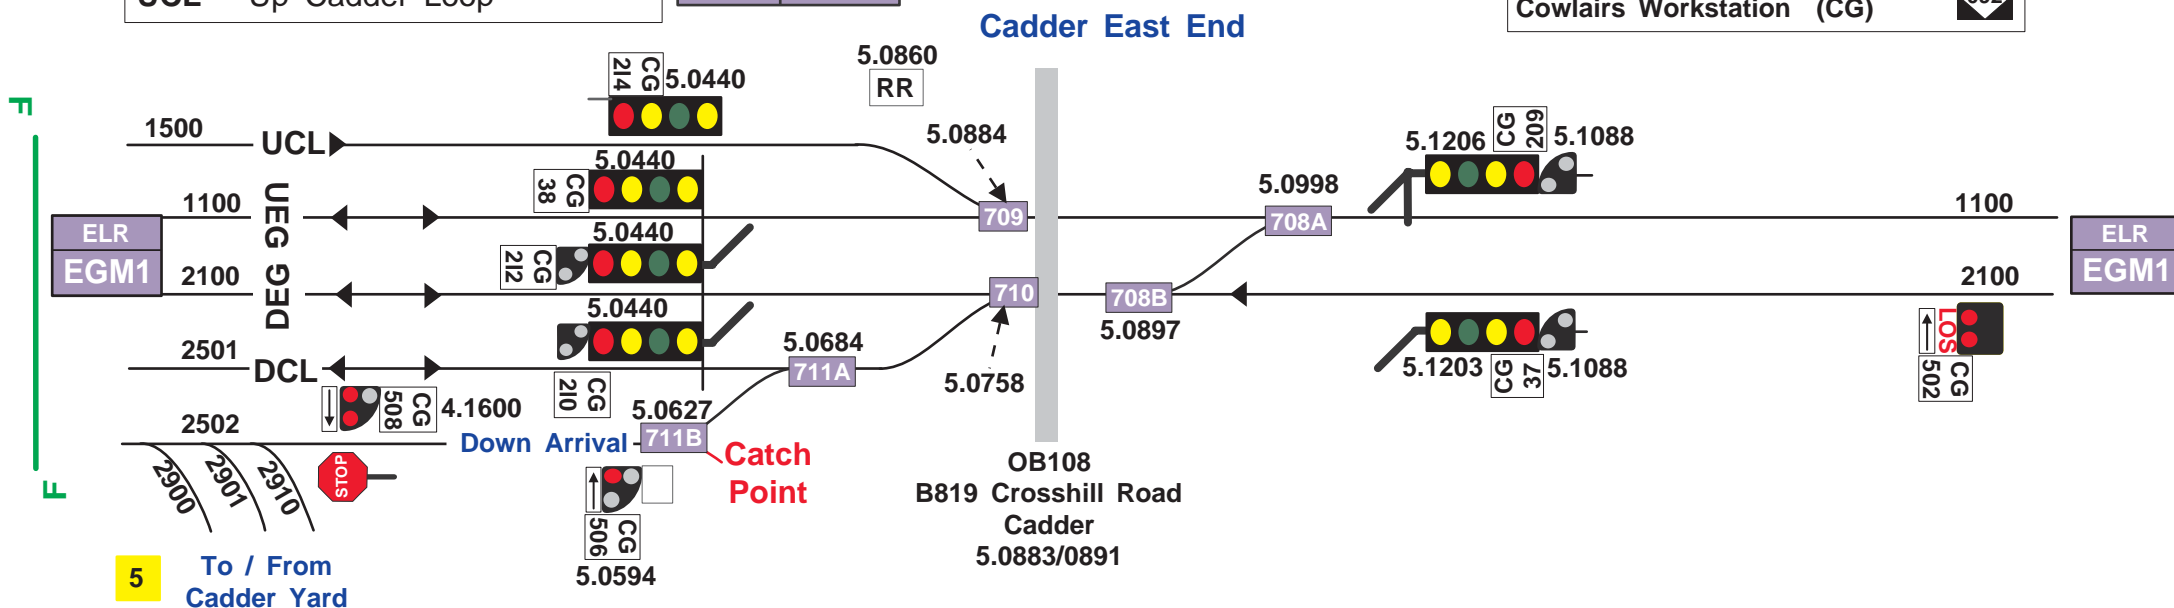 UCL Up Cadder Loop
Cowlairs Workstation (CG)
Cadder East End
CG
214
5.0440
5.0860
RR
F
1500
UCL
5.0884
5.0440
CG
38
5.1206
CG
209
5.1088
5.0998
1100
UEG
709
708A
1100
ELR
EGM1
5.0440
CG
212
ELR
EGM1
2100
DEG
710
708B
2100
5.0440
5.0897
2501
DCL
5.0684
711A
5.0758
5.1203
CG
37
5.1088
LOS
CG
502
CG
508
4.1600
CG
210
5.0627
2502
Down Arrival
711B
Catch
Point
2900
2901
2910
STOP
F
CG
506
5.0594
OB108
B819 Crosshill Road
Cadder
5.0883/0891
5
To / From
Cadder Yard